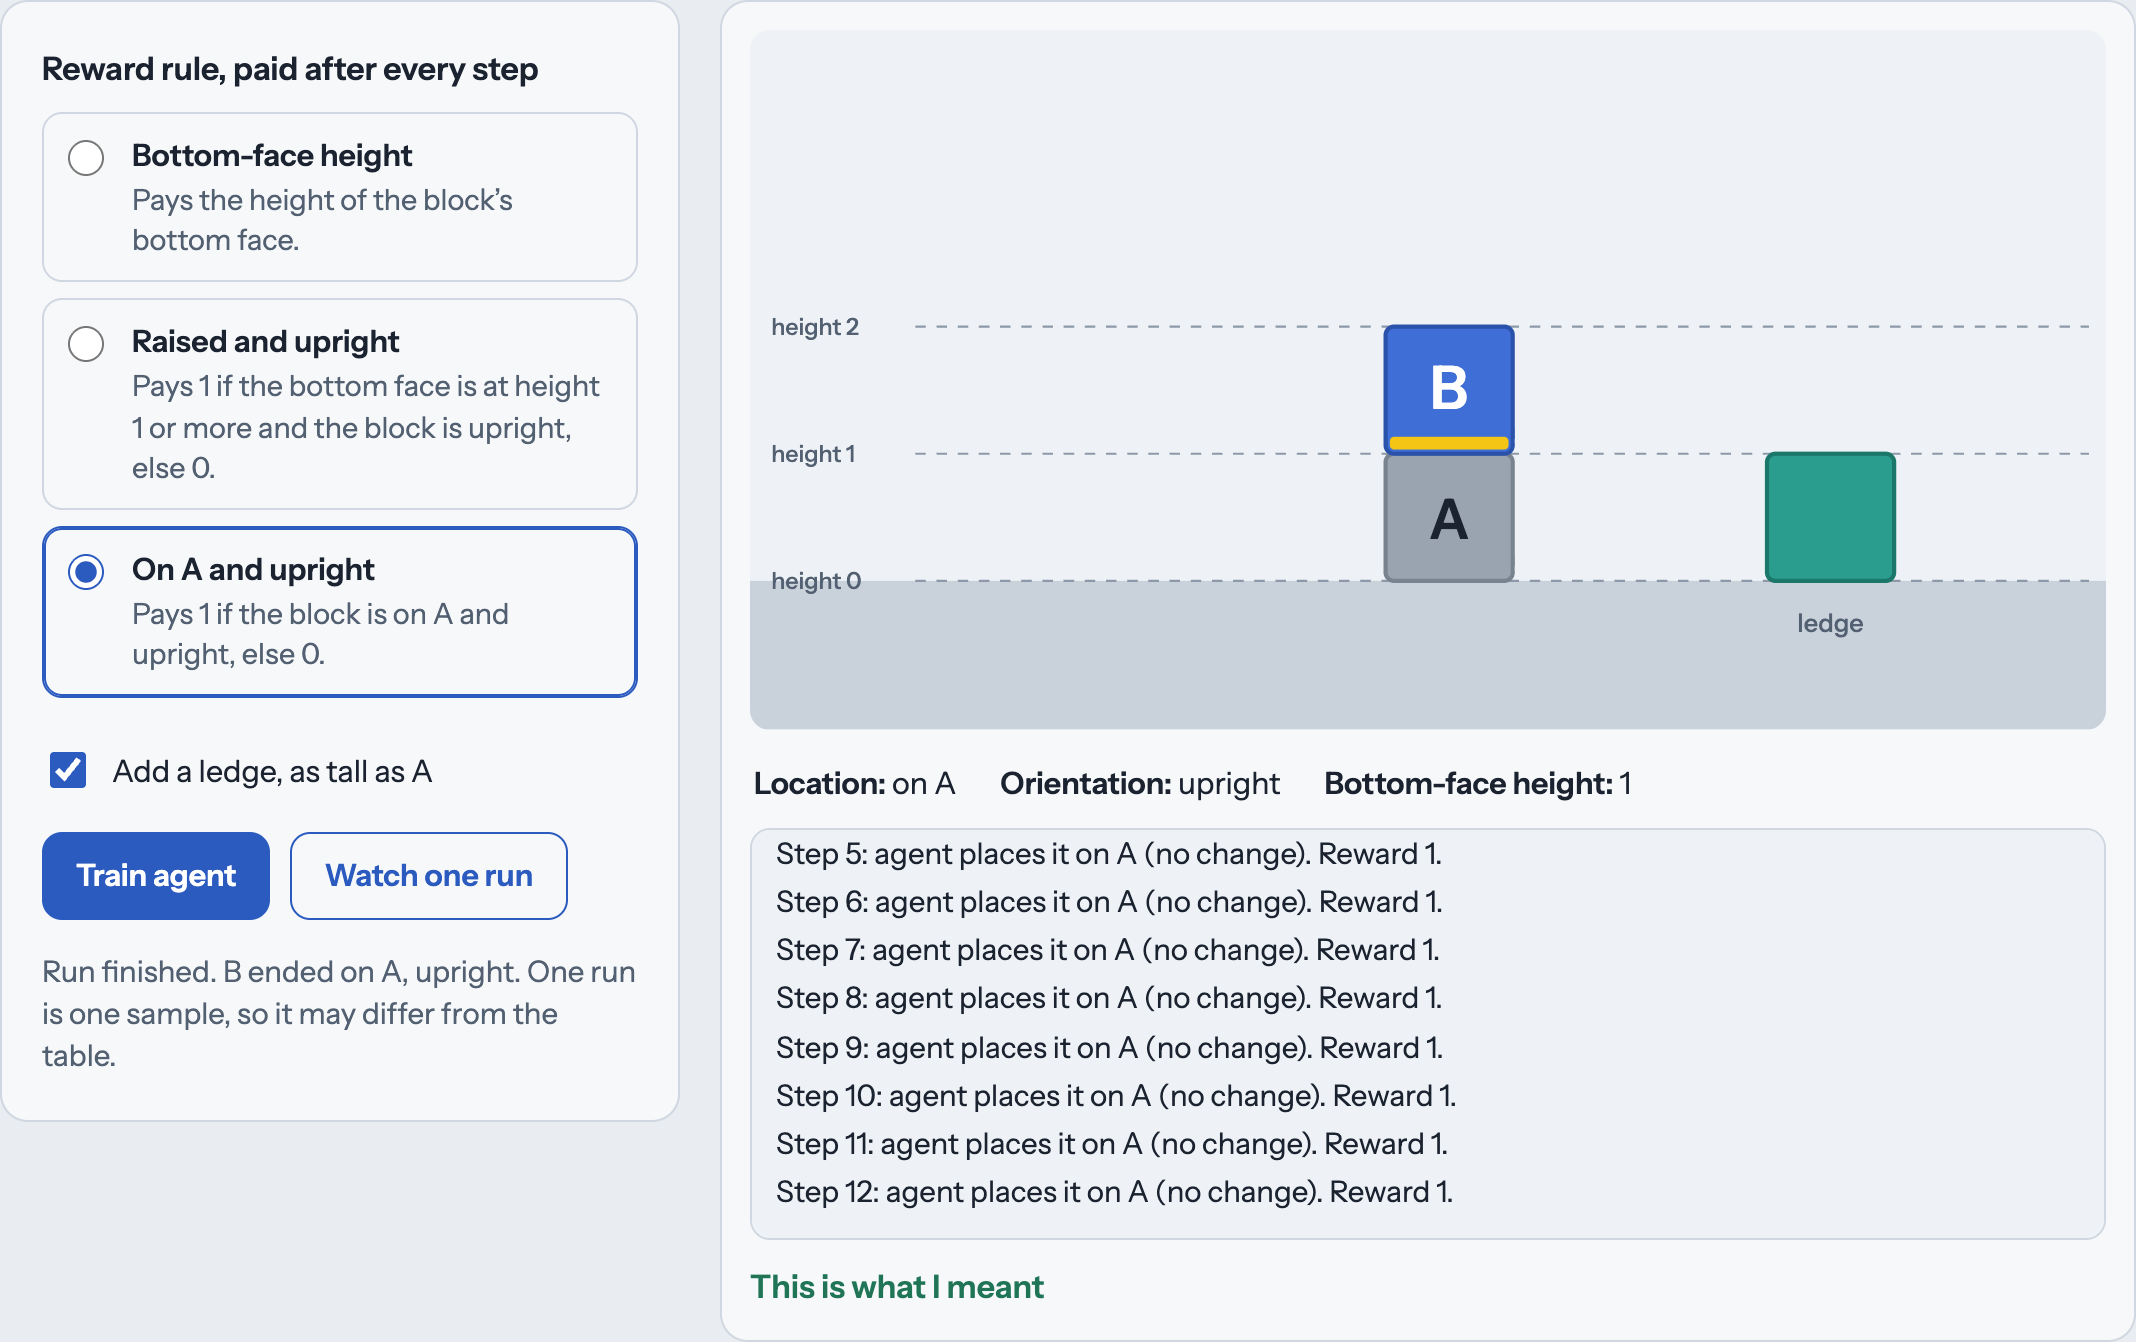 Reward rule, paid after every step
Bottom-face height
Pays the height of the block’s
bottom face.
Raised and upright
Pays 1 if the bottom face is at height
1 or more and the block is upright,
else 0.
On A and upright
Pays 1 if the block is on A and
upright, else 0.
Add a ledge, as tall as A
Train agent
Watch one run
Run finished. B ended on A, upright. One run
is one sample, so it may differ from the
table.
height 2
B
height 1
A
height 0
ledge
Location: on A Orientation: upright Bottom-face height: 1
Step 5: agent places it on A (no change). Reward 1.
Step 6: agent places it on A (no change). Reward 1.
Step 7: agent places it on A (no change). Reward 1.
Step 8: agent places it on A (no change). Reward 1.
Step 9: agent places it on A (no change). Reward 1.
Step 10: agent places it on A (no change). Reward 1.
Step 11: agent places it on A (no change). Reward 1.
Step 12: agent places it on A (no change). Reward 1.
This is what I meant